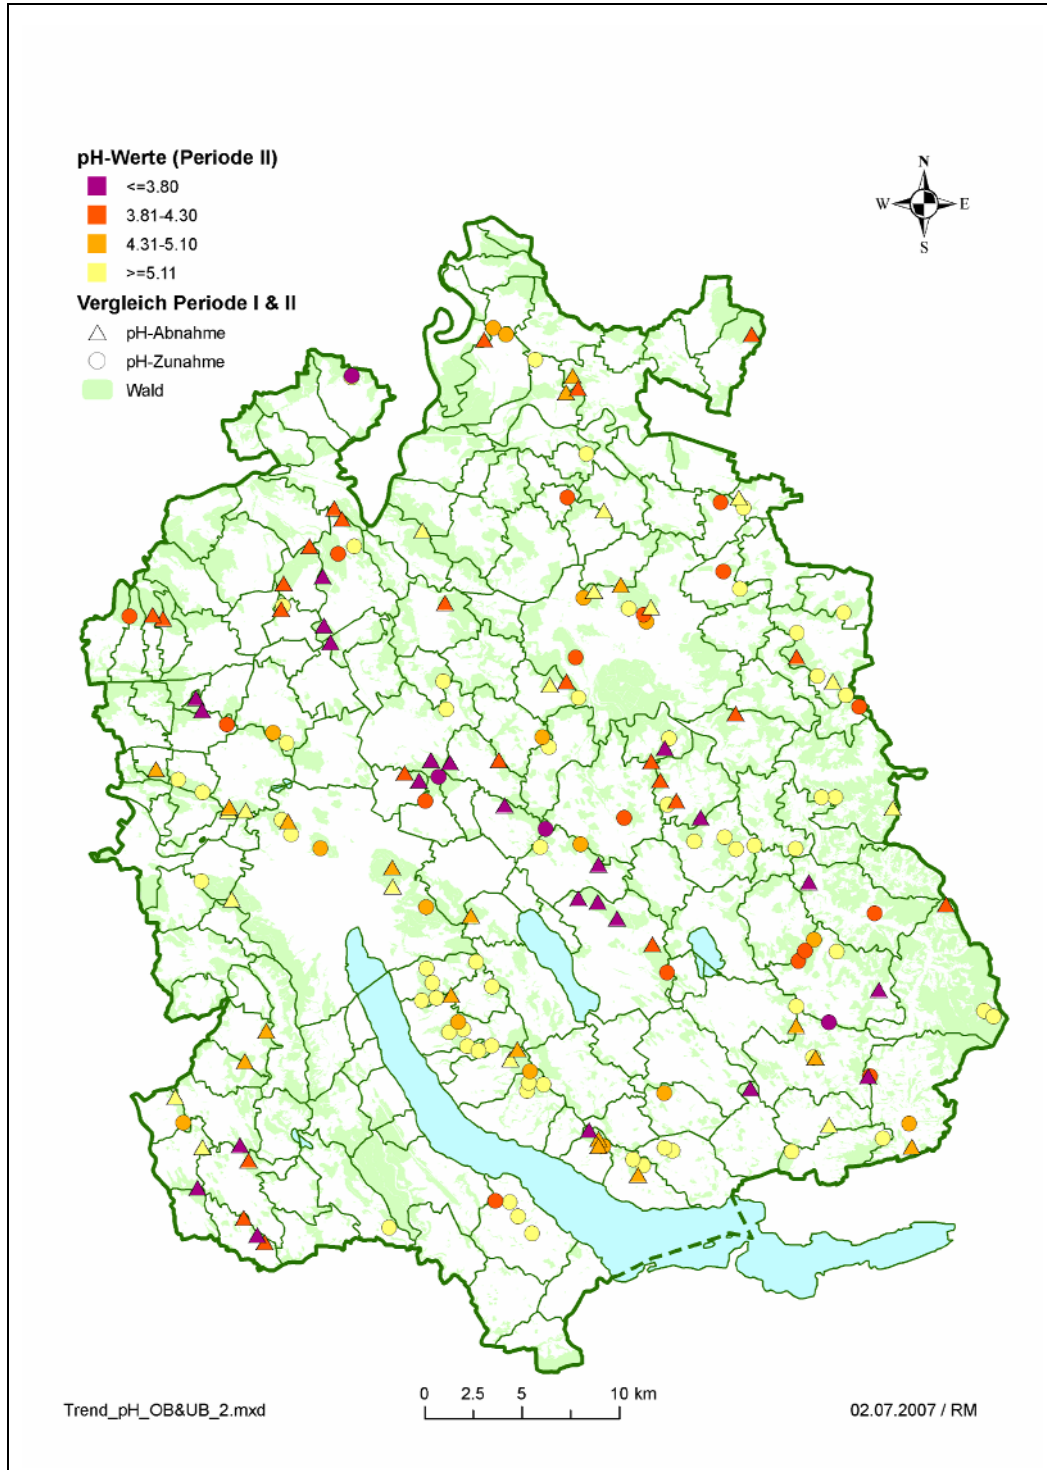 pH-Werte (Periode II)
<=3.80
3.81-4.30
4.31-5.10
>=5.11
Vergleich Periode I & II
pH-Abnahme
pH-Zunahme
Wald
N
W E
S
0 2.5 5 10 km
Trend_pH_OB&UB_2.mxd
02.07.2007 / RM